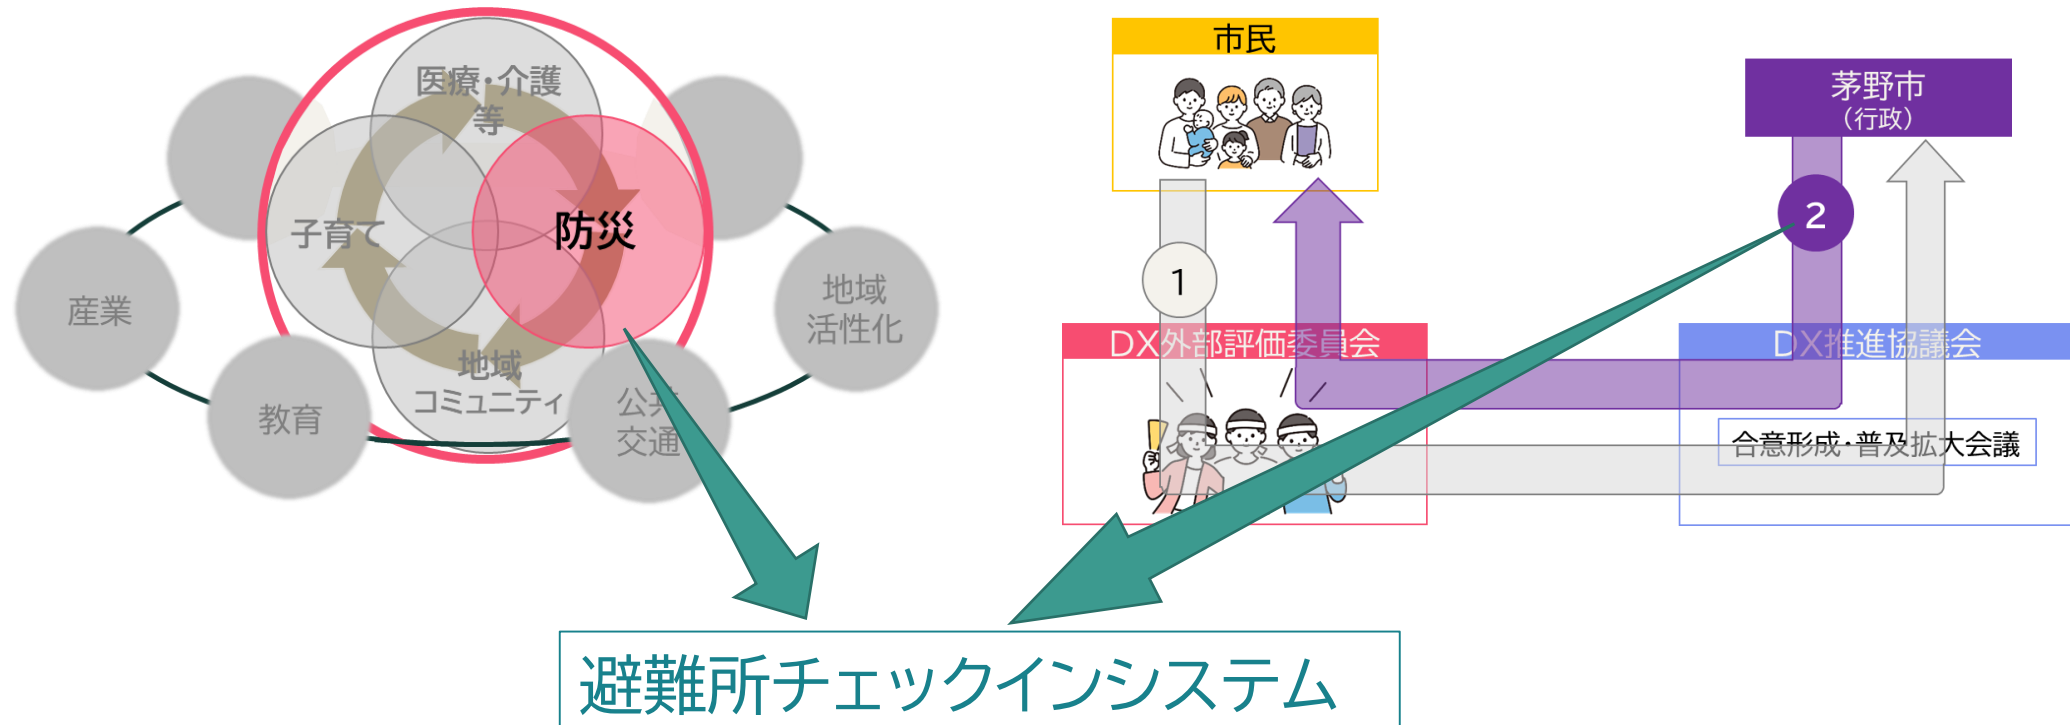 医療・介護
等
子育て
防災
地域
コミュニティ
産業
教育
公共
交通
地域
活性化
市民
1
茅野市
（行政）
2
DX外部評価委員会
DX推進協議会
合意形成・普及拡大会議
避難所チェックインシステム